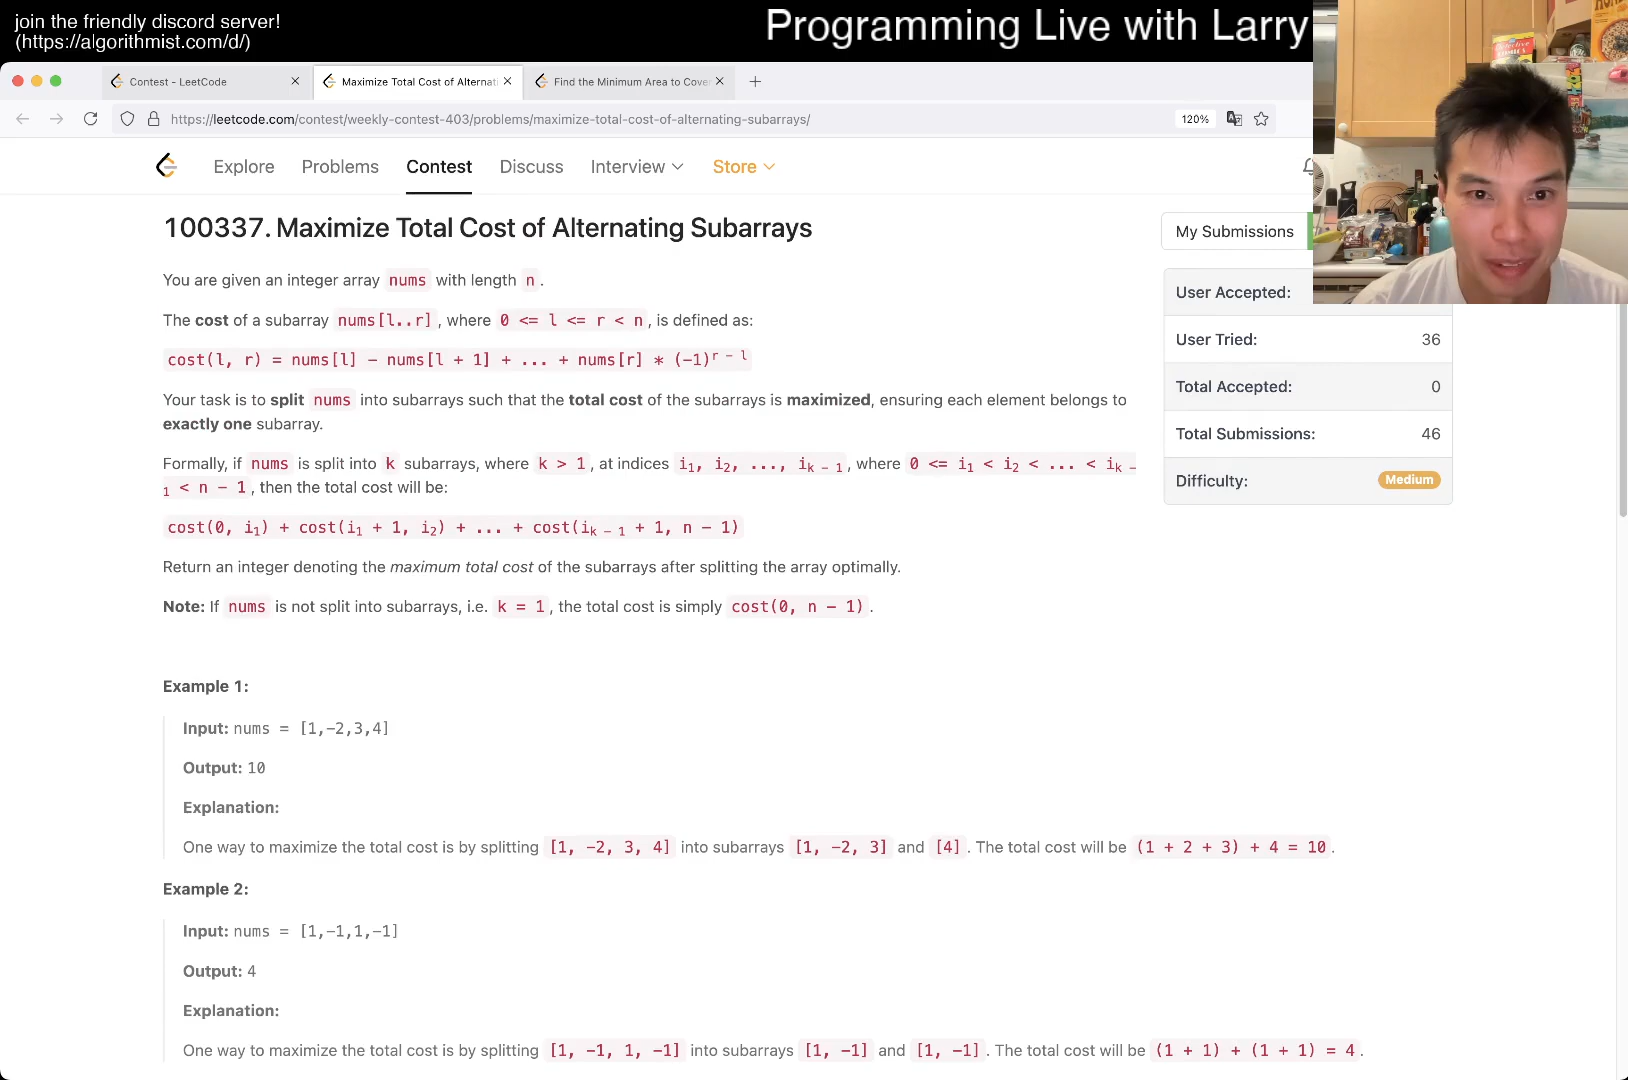 join the friendly discord server!
(https://algorithmist.com/d/)
Programming Live with Larry
Contest - LeetCode
Maximize Total Cost of Alternati
Find the Minimum Area to Cover
https://leetcode.com/contest/weekly-contest-403/problems/maximize-total-cost-of-alternating-subarrays/
120%
Explore Problems Contest Discuss Interview Store
100337. Maximize Total Cost of Alternating Subarrays
My Submissions
You are given an integer array nums with length n.
The cost of a subarray nums[l..r], where 0 <= l <= r < n, is defined as:
cost(l, r) = nums[l] − nums[l + 1] + ... + nums[r] * (−1)^r − l
Your task is to split nums into subarrays such that the total cost of the subarrays is maximized, ensuring each element belongs to
exactly one subarray.
Formally, if nums is split into k subarrays, where k > 1, at indices i1, i2, ..., ik − 1, where 0 <= i1 < i2 < ... < ik −
1 < n − 1, then the total cost will be:
cost(0, i1) + cost(i1 + 1, i2) + ... + cost(ik − 1 + 1, n − 1)
Return an integer denoting the maximum total cost of the subarrays after splitting the array optimally.
Note: If nums is not split into subarrays, i.e. k = 1, the total cost is simply cost(0, n − 1).
User Accepted:
User Tried: 36
Total Accepted: 0
Total Submissions: 46
Difficulty: Medium
Example 1:
Input: nums = [1,-2,3,4]
Output: 10
Explanation:
One way to maximize the total cost is by splitting [1, -2, 3, 4] into subarrays [1, -2, 3] and [4]. The total cost will be (1 + 2 + 3) + 4 = 10.
Example 2:
Input: nums = [1,-1,1,-1]
Output: 4
Explanation:
One way to maximize the total cost is by splitting [1, -1, 1, -1] into subarrays [1, -1] and [1, -1]. The total cost will be (1 + 1) + (1 + 1) = 4.